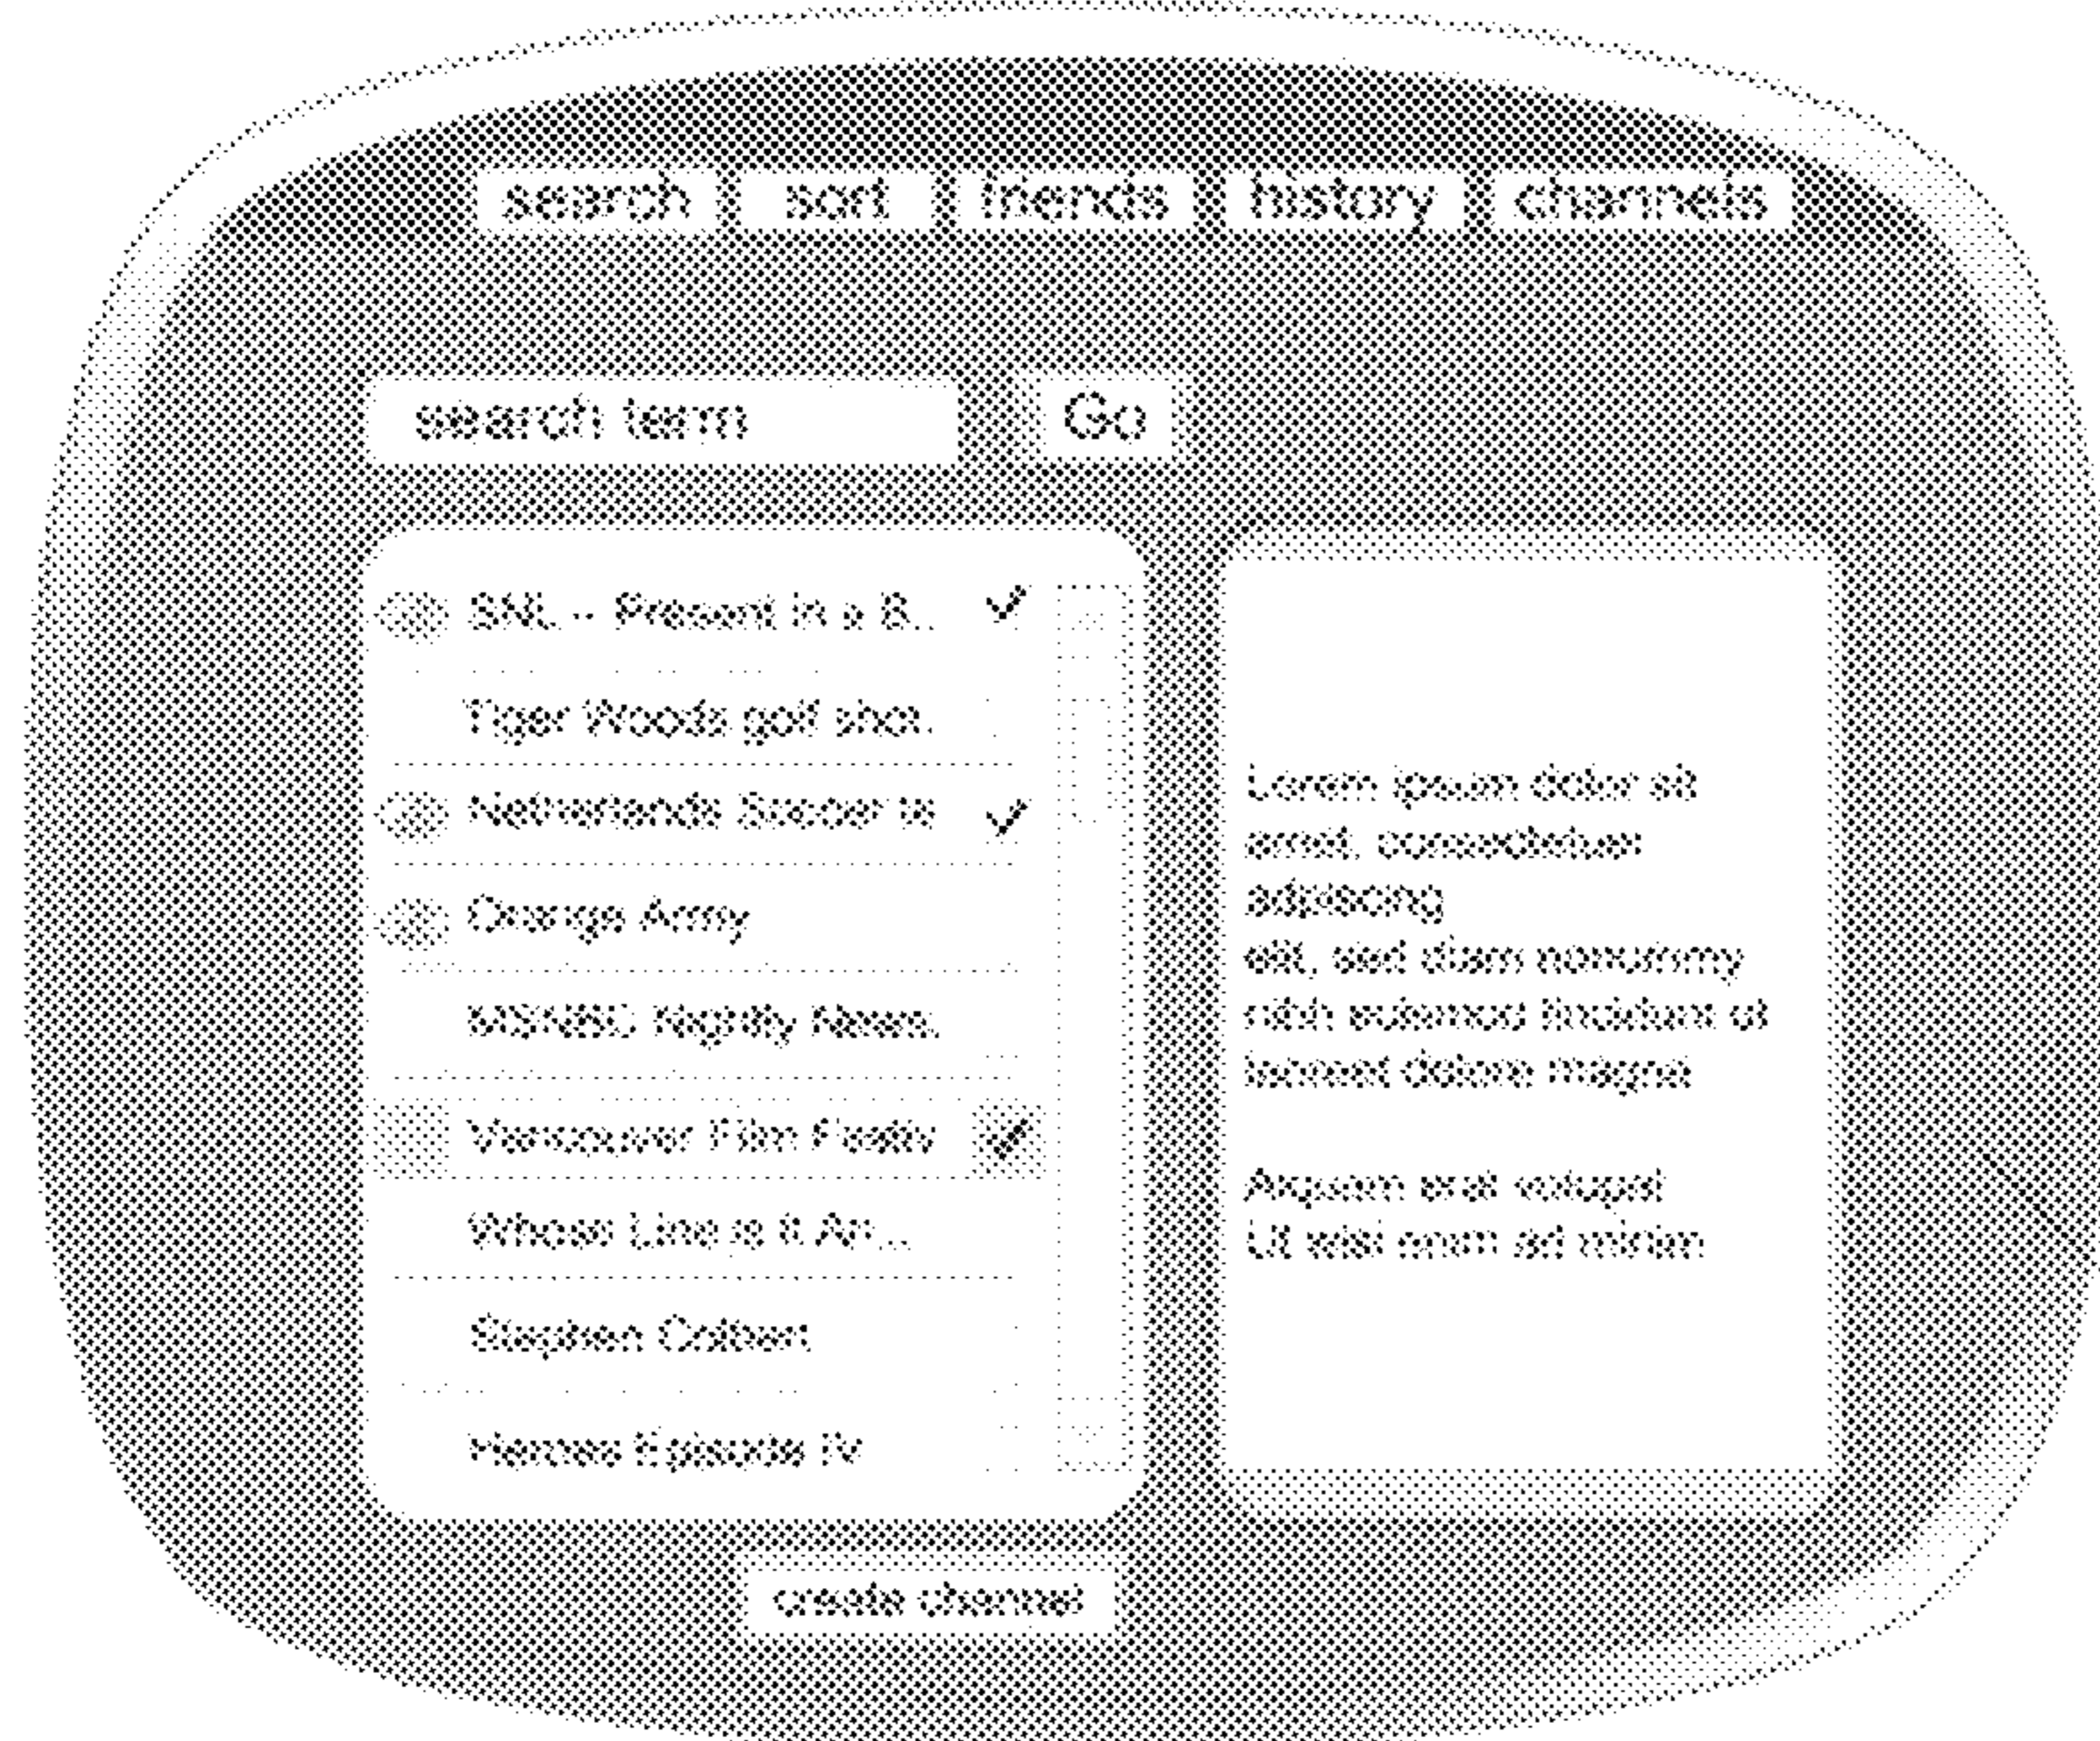 search sort friends history channels
search term Go
SNL - Present in a B..
Tiger Woods golf shot.
Netherlands Soccer te
Orange Army
MSNBC Nightly News.
Vancouver Film Festiv
Whose Line is it An...
Stephen Colbert
Heroes Episode IV
Lorem ipsum dolor sit
amet, consectetuer
adipiscing
elit, sed diam nonummy
nibh euismod tincidunt ut
laoreet dolore magna
Aliquam erat volutpat
Ut wisi enim ad minim
create channel